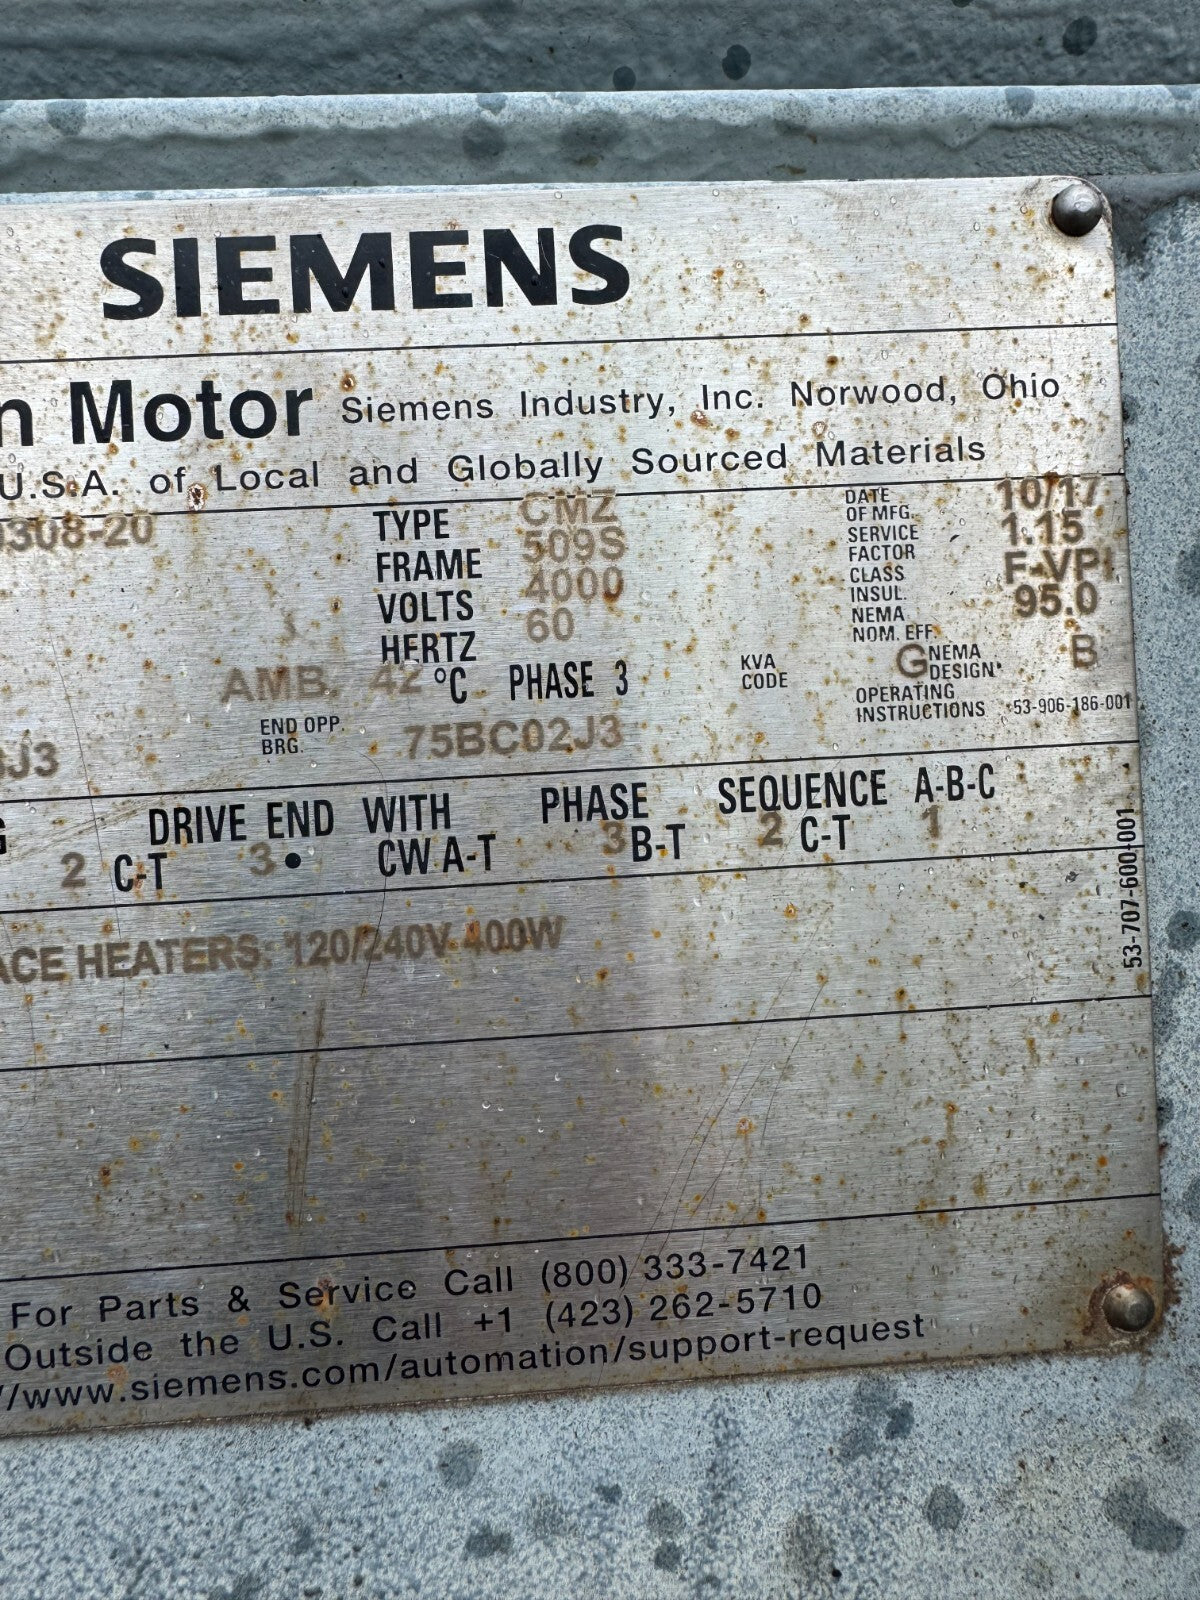 SIEMENS
n Motor Siemens Industry, Inc. Norwood, Ohio
U.S.A. of Local and Globally Sourced Materials
0308-20 TYPE CMZ DATE OF MFG. 10/17
FRAME 509S SERVICE FACTOR 1.15
VOLTS 4000 CLASS INSUL. F-VPI
HERTZ 60 NEMA NOM. EFF. 95.0
AMB. 42 °C PHASE 3 KVA CODE G NEMA DESIGN B
J3 END OPP. BRG. 75BC02J3 OPERATING INSTRUCTIONS 53-906-186-001
G DRIVE END WITH PHASE SEQUENCE A-B-C
2 C-T 3 • CW A-T 3 B-T 2 C-T 1
ACE HEATERS: 120/240V 400W
53-707-600-001
For Parts & Service Call (800) 333-7421
Outside the U.S. Call +1 (423) 262-5710
//www.siemens.com/automation/support-request